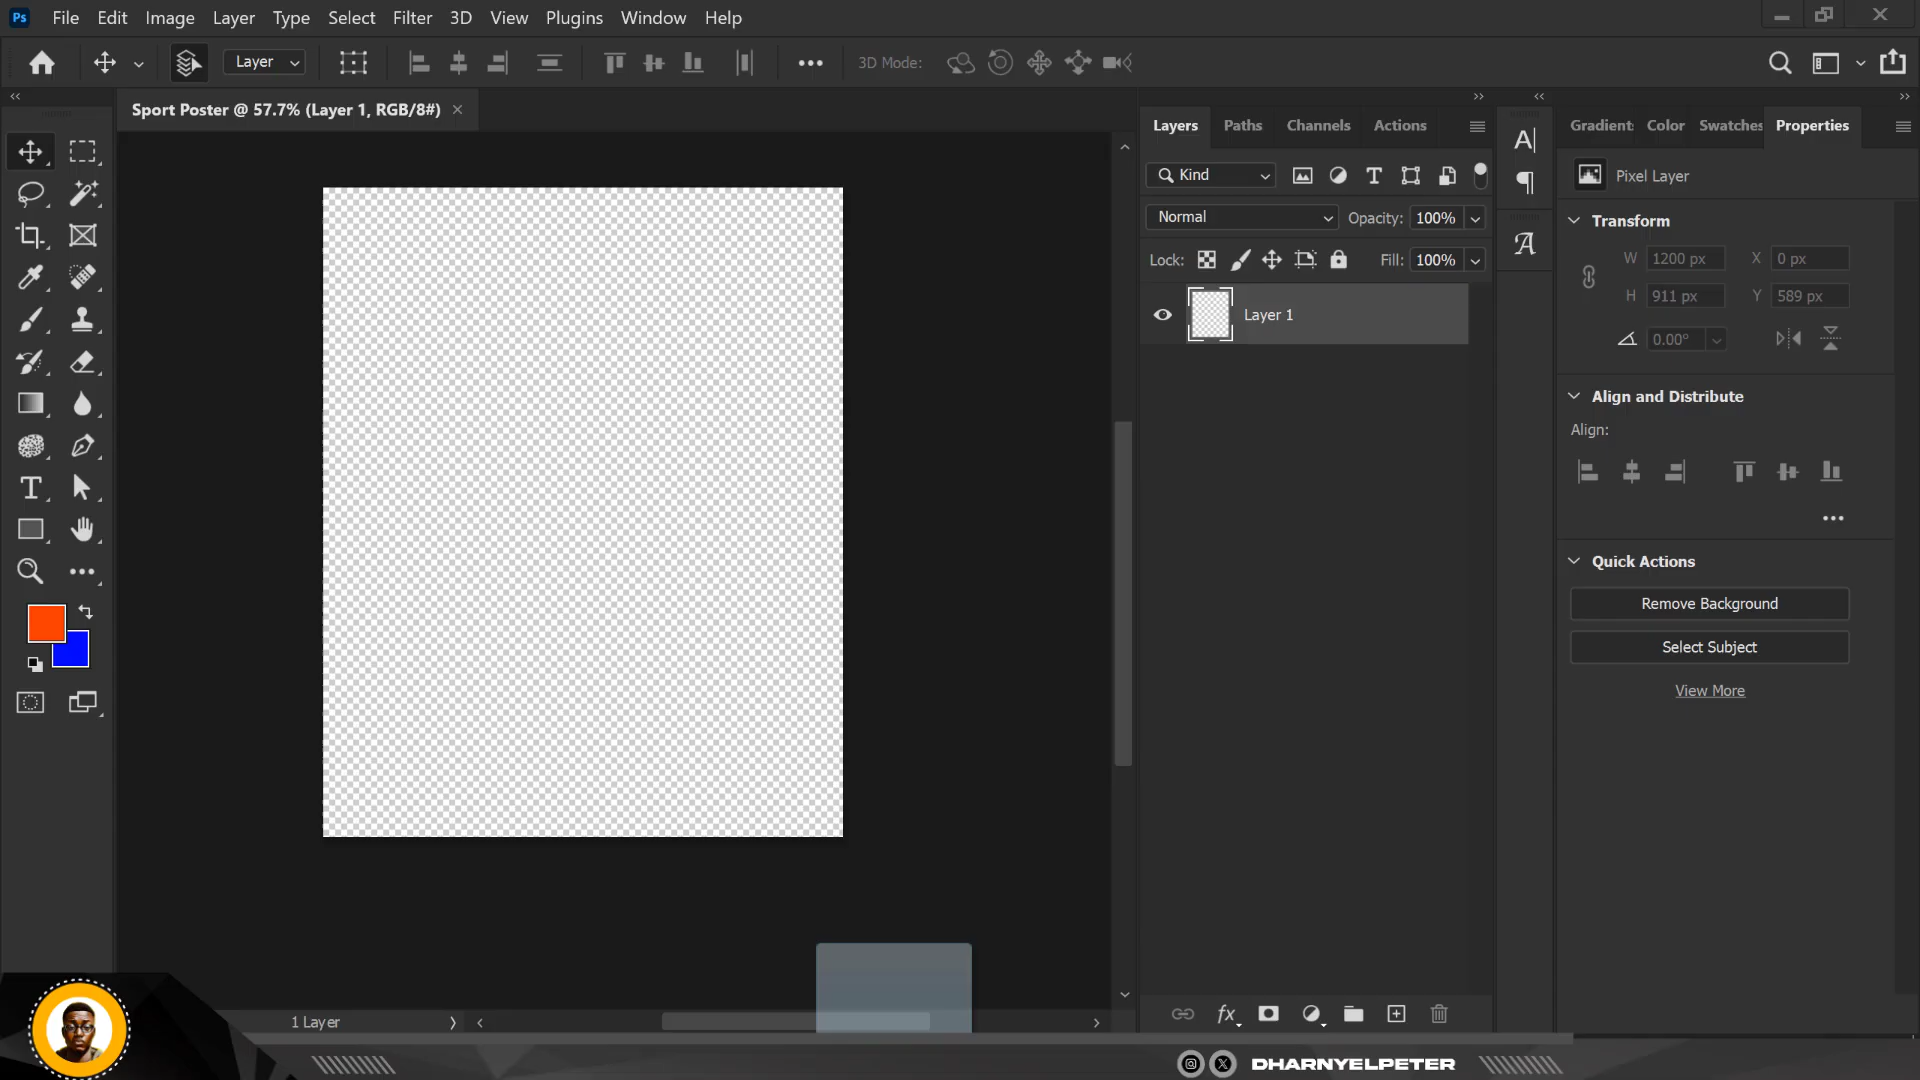 Ps File Edit Image Layer Type Select Filter 3D View Plugins Window Help
Layer 3D Mode:
Sport Poster @ 57.7% (Layer 1, RGB/8#)
Layers Paths Channels Actions
Kind
Normal Opacity: 100%
Lock: Fill: 100%
Layer 1
Gradient Color Swatches Properties
Pixel Layer
Transform
W 1200 px X 0 px
H 911 px Y 589 px
0.00°
Align and Distribute
Align:
Quick Actions
Remove Background
Select Subject
View More
1 Layer
fx
DHARNYELPETER